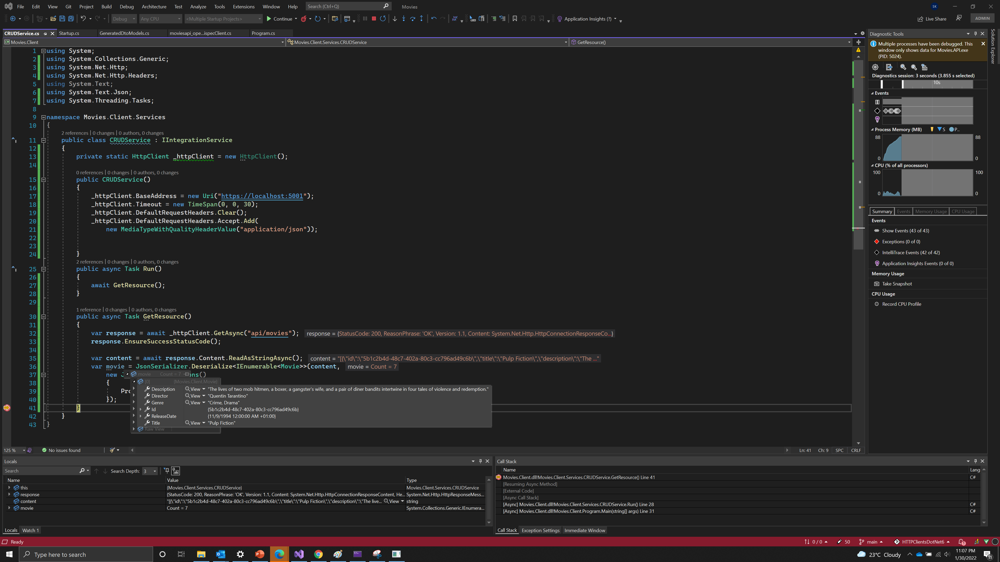 File Edit View Git Project Build Debug Architecture Test Analyze Tools Extensions Window Help Search (Ctrl+Q) Movies SK
Debug Any CPU <Multiple Startup Projects> Continue Application Insights (?) Live Share ADMIN
CRUDService.cs Startup.cs GeneratedDtoModels.cs moviesapi_ope...ispecClient.cs Program.cs
Movies.Client Movies.Client.Services.CRUDService GetResource()
1 using System;
2 using System.Collections.Generic;
3 using System.Net.Http;
4 using System.Net.Http.Headers;
5 using System.Text;
6 using System.Text.Json;
7 using System.Threading.Tasks;
8
9 namespace Movies.Client.Services
10 {
2 references | 0 changes | 0 authors, 0 changes
11 public class CRUDService : IIntegrationService
12 {
13 private static HttpClient _httpClient = new HttpClient();
14
0 references | 0 changes | 0 authors, 0 changes
15 public CRUDService()
16 {
17 _httpClient.BaseAddress = new Uri("https://localhost:5001");
18 _httpClient.Timeout = new TimeSpan(0, 0, 30);
19 _httpClient.DefaultRequestHeaders.Clear();
20 _httpClient.DefaultRequestHeaders.Accept.Add(
21 new MediaTypeWithQualityHeaderValue("application/json"));
22
23
24 }
2 references | 0 changes | 0 authors, 0 changes
25 public async Task Run()
26 {
27 await GetResource();
28 }
29
1 reference | 0 changes | 0 authors, 0 changes
30 public async Task GetResource()
31 {
32 var response = await _httpClient.GetAsync("api/movies"); response = {StatusCode: 200, ReasonPhrase: 'OK', Version: 1.1, Content: System.Net.Http.HttpConnectionResponseCo...}
33 response.EnsureSuccessStatusCode();
34
35 var content = await response.Content.ReadAsStringAsync(); content = "[{\"id\":\"5b1c2b4d-48c7-402a-80c3-cc796ad49c6b\",\"title\":\"Pulp Fiction\",\"description\":\"The ..."
36 var movie = JsonSerializer.Deserialize<IEnumerable<Movie>>(content, movie = Count = 7
37 new J movie Count = 7 ons()
38 { [0] {Movies.Client.Movie}
39 Pro Description View "The lives of two mob hitmen, a boxer, a gangster's wife, and a pair of diner bandits intertwine in four tales of violence and redemption."
Director View "Quentin Tarantino"
40 }); Genre View "Crime, Drama"
41 } Id {5b1c2b4d-48c7-402a-80c3-cc796ad49c6b}
42 } ReleaseDate {11/9/1994 12:00:00 AM +01:00}
43 } Title View "Pulp Fiction"
Raw View
125 % No issues found Ln: 41 Ch: 9 SPC CRLF
Diagnostic Tools
Multiple processes have been debugged. This
window only shows data for Movies.API.exe
(PID: 5024).
Diagnostics session: 3 seconds (3.855 s selected)
10s
Events
Process Memory (MB) S P..
88 88
0 0
CPU (% of all processors)
100 100
0 0
Summary Events Memory Usage CPU Usage
Events
Show Events (43 of 43)
Exceptions (0 of 0)
IntelliTrace Events (42 of 42)
Application Insights Events (0 of 0)
Memory Usage
Take Snapshot
CPU Usage
Record CPU Profile
Solution Explorer
Locals
Search Search Depth: 3
Name Value Type
this {Movies.Client.Services.CRUDService} Movies.Client.Services.CRUDService
response {StatusCode: 200, ReasonPhrase: 'OK', Version: 1.1, Content: System.Net.Http.HttpConnectionResponseContent, He... System.Net.Http.HttpResponseMess...
content "[{\"id\":\"5b1c2b4d-48c7-402a-80c3-cc796ad49c6b\",\"title\":\"Pulp Fiction\",\"description\":\"The live... View string
movie Count = 7 System.Collections.Generic.IEnumera...
Locals Watch 1
Call Stack
Name Lang
Movies.Client.dll!Movies.Client.Services.CRUDService.GetResource() Line 41 C#
[Resuming Async Method]
[External Code]
[Async Call Stack]
[Async] Movies.Client.dll!Movies.Client.Services.CRUDService.Run() Line 28 C#
[Async] Movies.Client.dll!Movies.Client.Program.Main(string[] args) Line 31 C#
Call Stack Exception Settings Immediate Window
Ready 0 / 0 50 main HTTPClientsDotNet6 1
Type here to search 23°C Cloudy 11:07 PM
1/30/2022 11